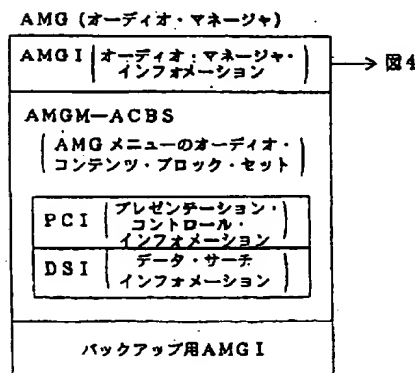 AMG (オーディオ・マネージャ)
AMGI (オーディオ・マネージャ・
インフォメーション)
→ 図4
AMGM—ACBS
(AMGメニューのオーディオ・
コンテンツ・ブロック・セット)
PCI (プレゼンテーション・
コントロール・
インフォメーション)
DSI (データ・サーチ
インフォメーション)
バックアップ用AMGI